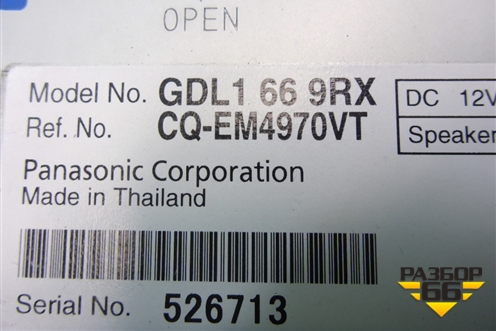 OPEN
Model No. GDL1 66 9RX
DC 12V
Ref. No. CQ-EM4970VT
Speaker
Panasonic Corporation
Made in Thailand
Serial No. 526713
РАЗБОР
66